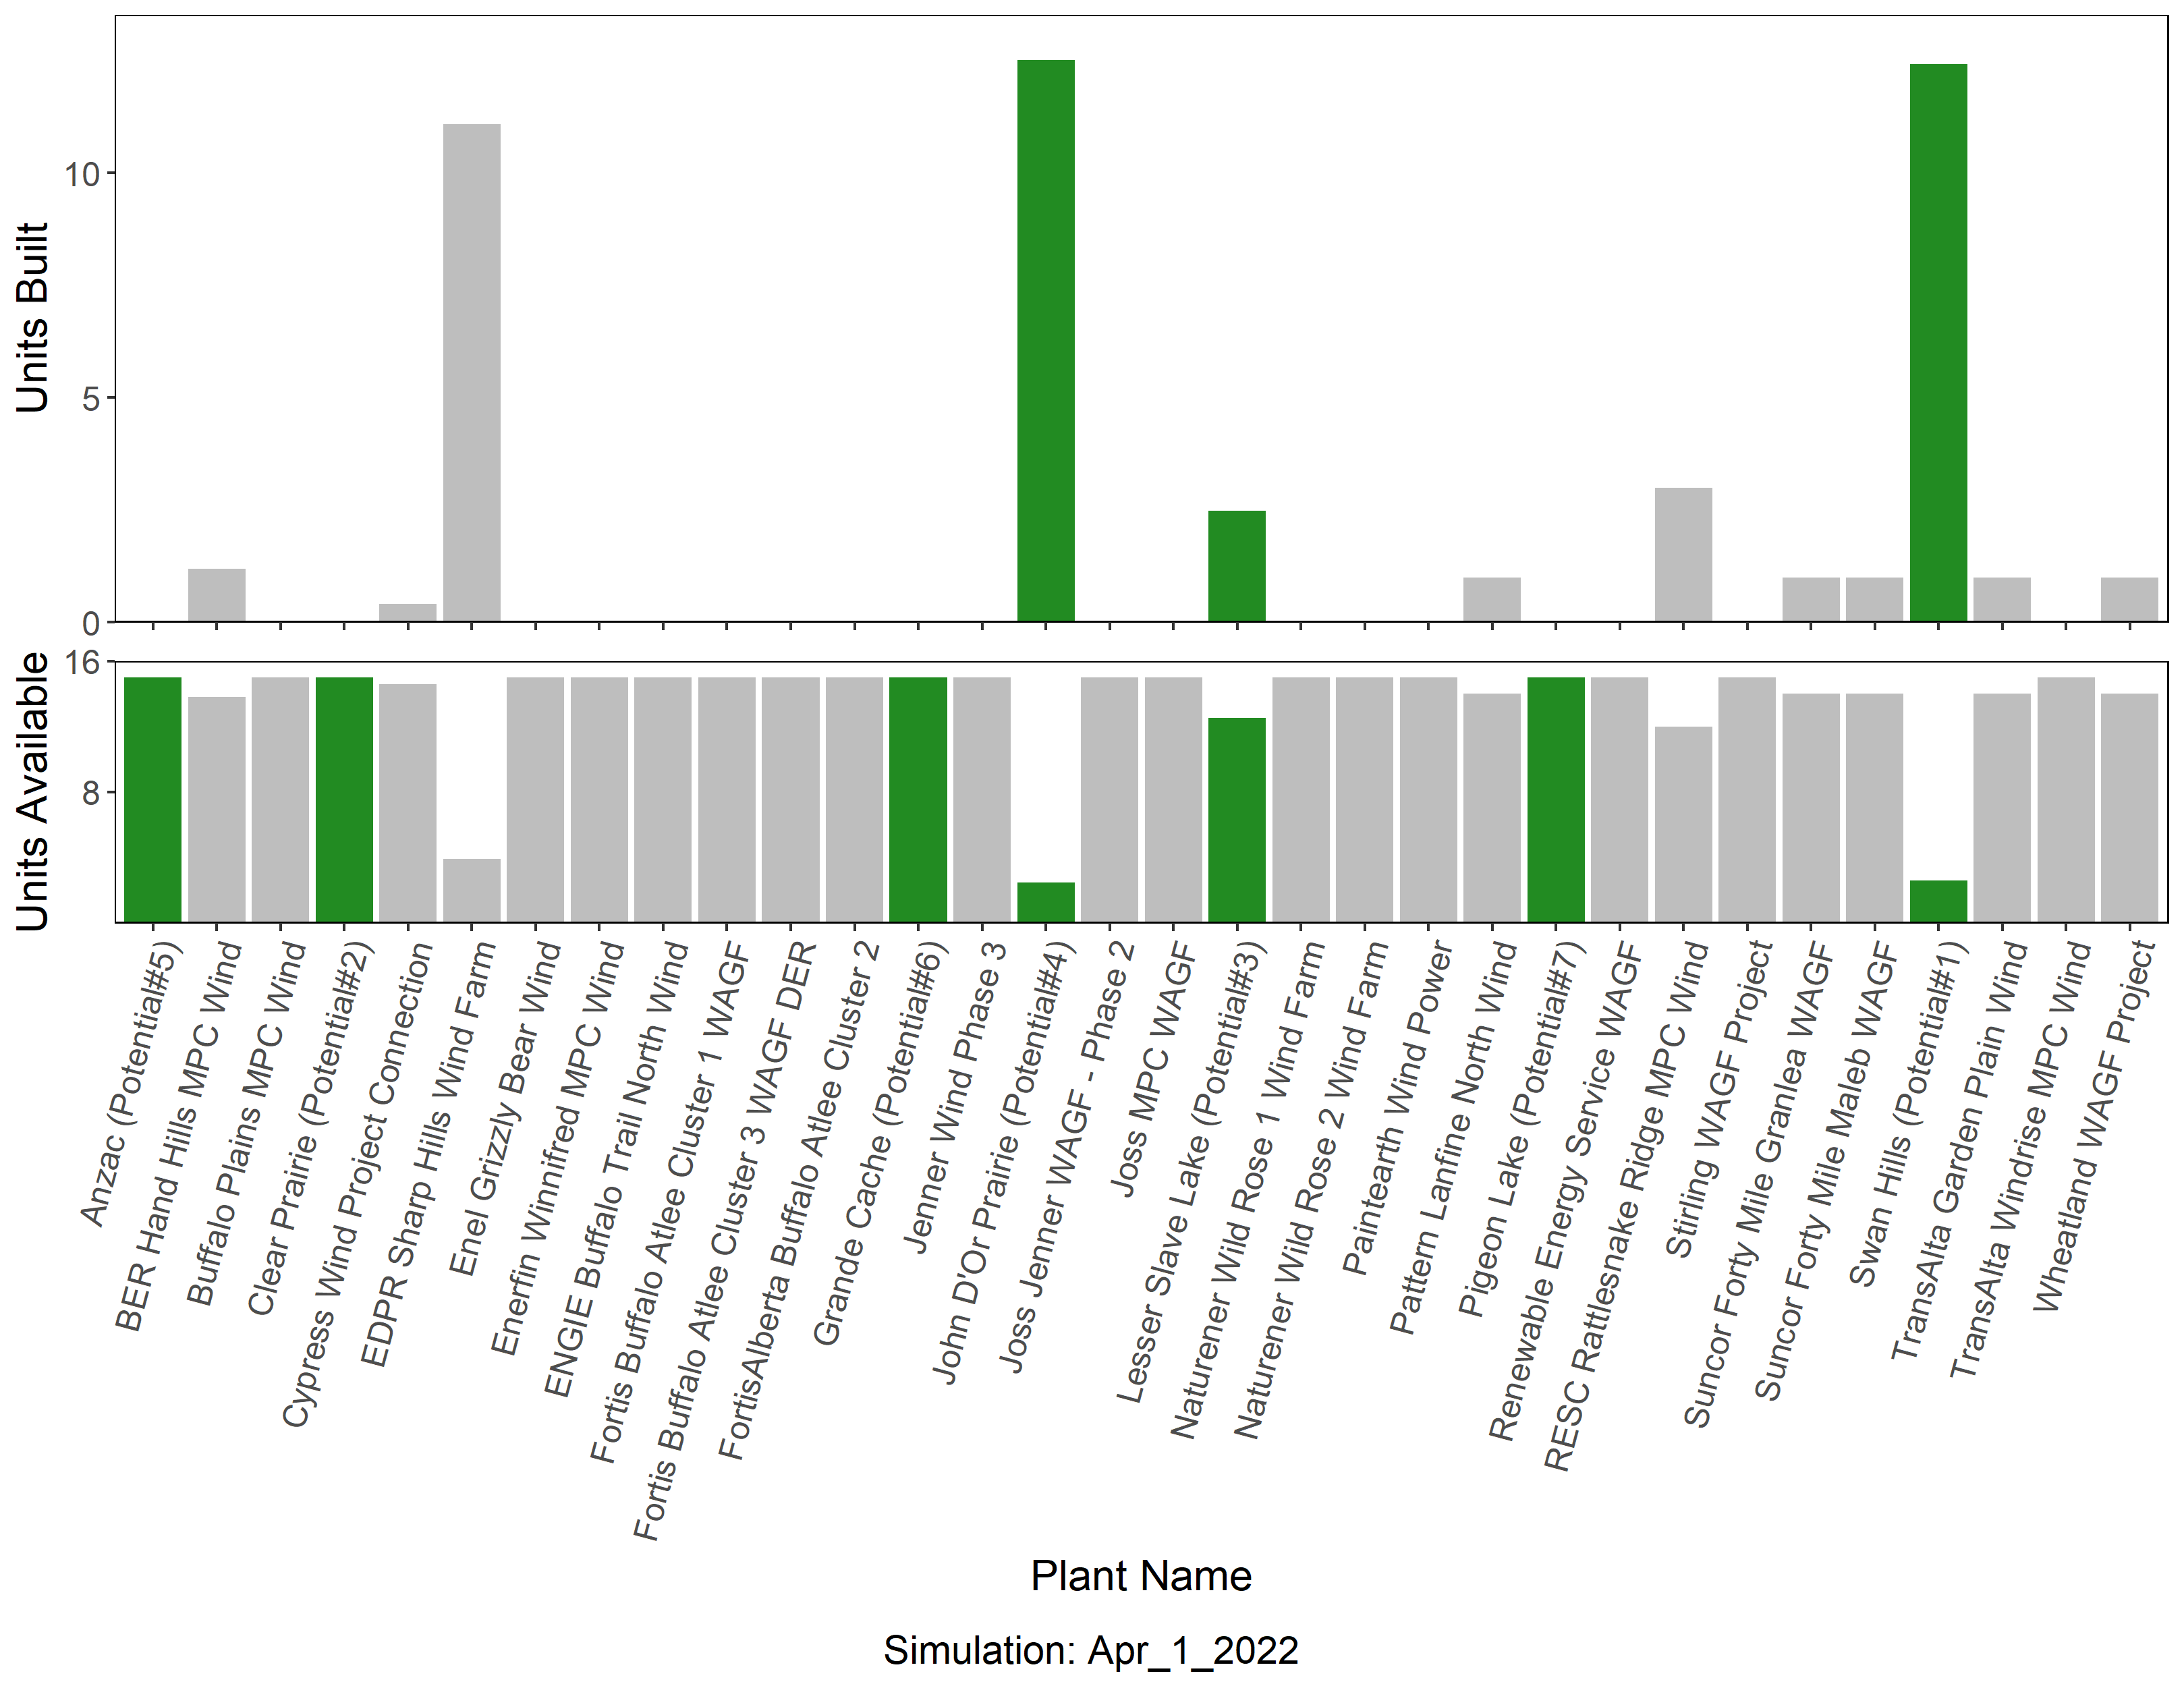 Units Built
10
5
0
Units Available
16
8
Anzac (Potential#5)
BER Hand Hills MPC Wind
Buffalo Plains MPC Wind
Clear Prairie (Potential#2)
Cypress Wind Project Connection
EDPR Sharp Hills Wind Farm
Enel Grizzly Bear Wind
Enerfin Winnifred MPC Wind
ENGIE Buffalo Trail North Wind
Fortis Buffalo Atlee Cluster 1 WAGF
Fortis Buffalo Atlee Cluster 3 WAGF DER
FortisAlberta Buffalo Atlee Cluster 2
Grande Cache (Potential#6)
Jenner Wind Phase 3
John D'Or Prairie (Potential#4)
Joss Jenner WAGF - Phase 2
Joss MPC WAGF
Lesser Slave Lake (Potential#3)
Naturener Wild Rose 1 Wind Farm
Naturener Wild Rose 2 Wind Farm
Paintearth Wind Power
Pattern Lanfine North Wind
Pigeon Lake (Potential#7)
Renewable Energy Service WAGF
RESC Rattlesnake Ridge MPC Wind
Stirling WAGF Project
Suncor Forty Mile Granlea WAGF
Suncor Forty Mile Maleb WAGF
Swan Hills (Potential#1)
TransAlta Garden Plain Wind
TransAlta Windrise MPC Wind
Wheatland WAGF Project
Plant Name
Simulation: Apr_1_2022